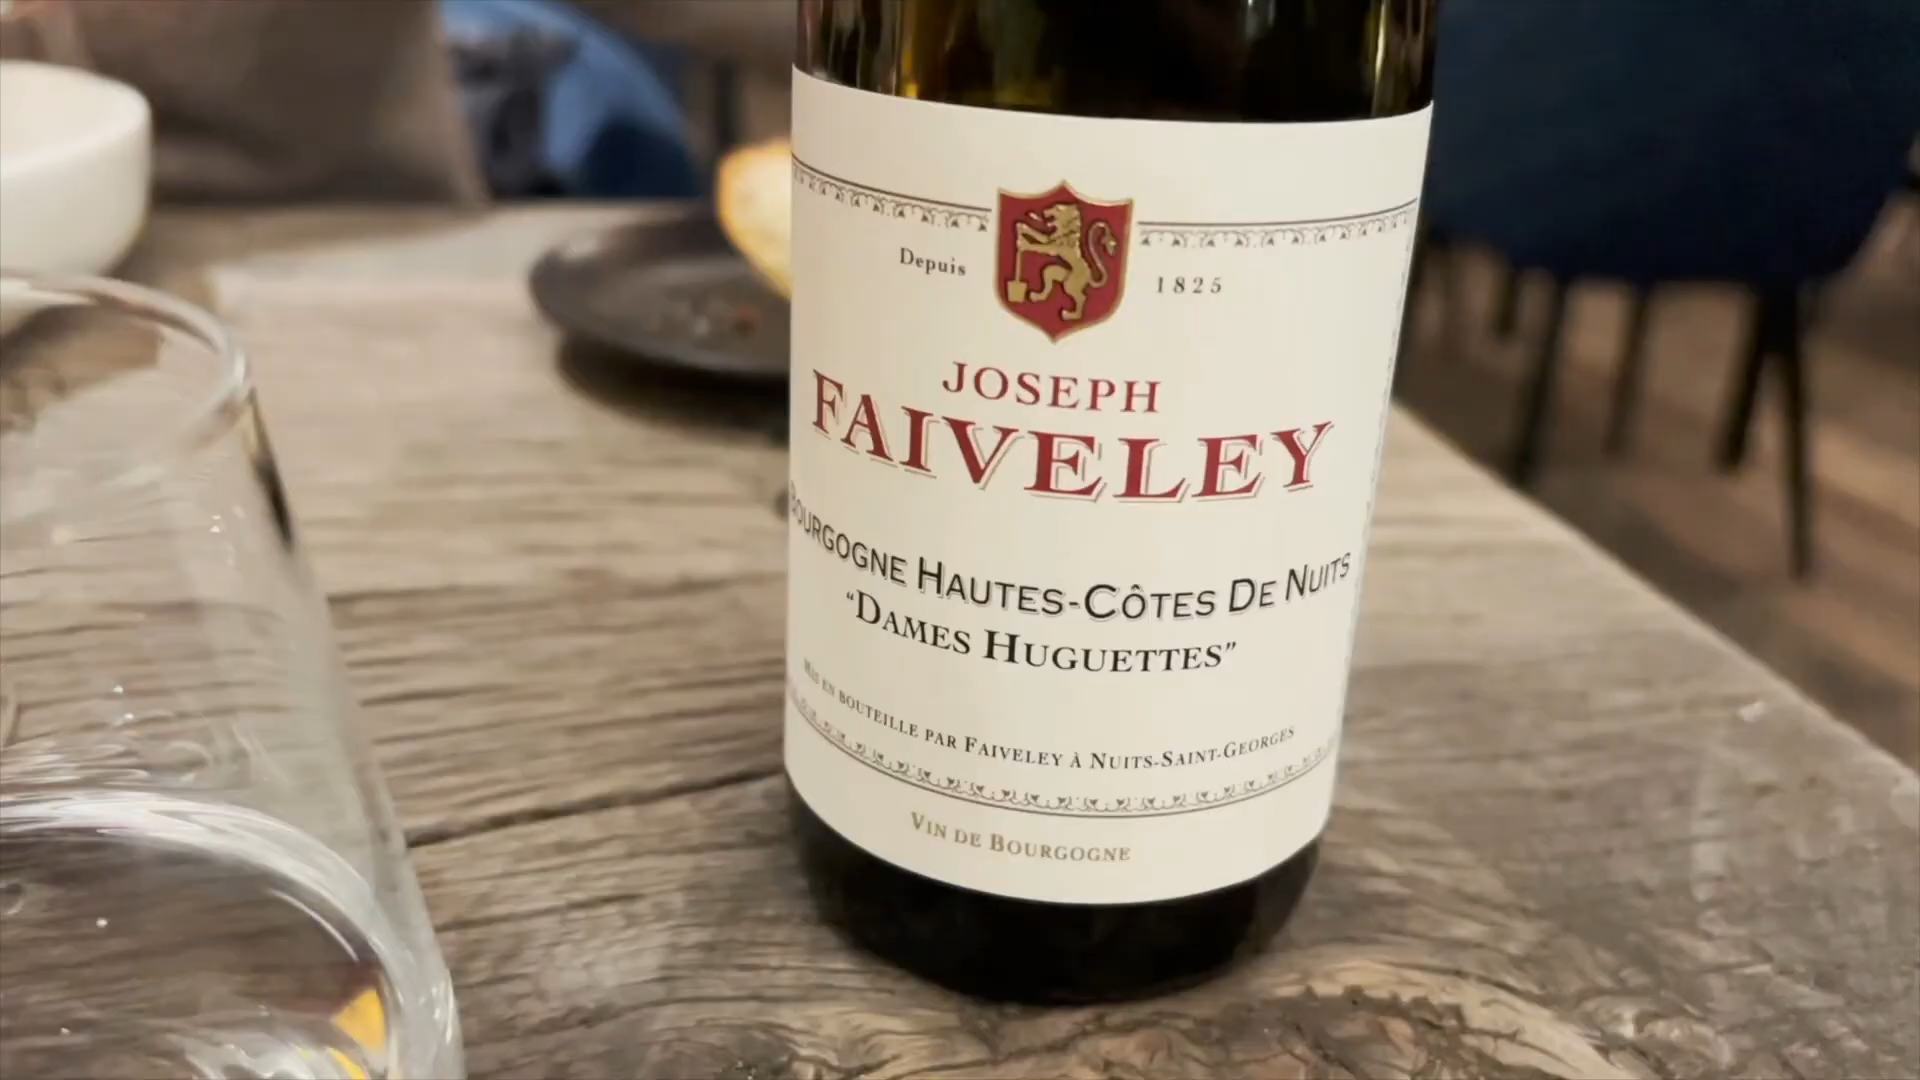 Depuis 1825
JOSEPH
FAIVELEY
BOURGOGNE HAUTES-CÔTES DE NUITS
“DAMES HUGUETTES”
MIS EN BOUTEILLE PAR FAIVELEY À NUITS-SAINT-GEORGES
VIN DE BOURGOGNE